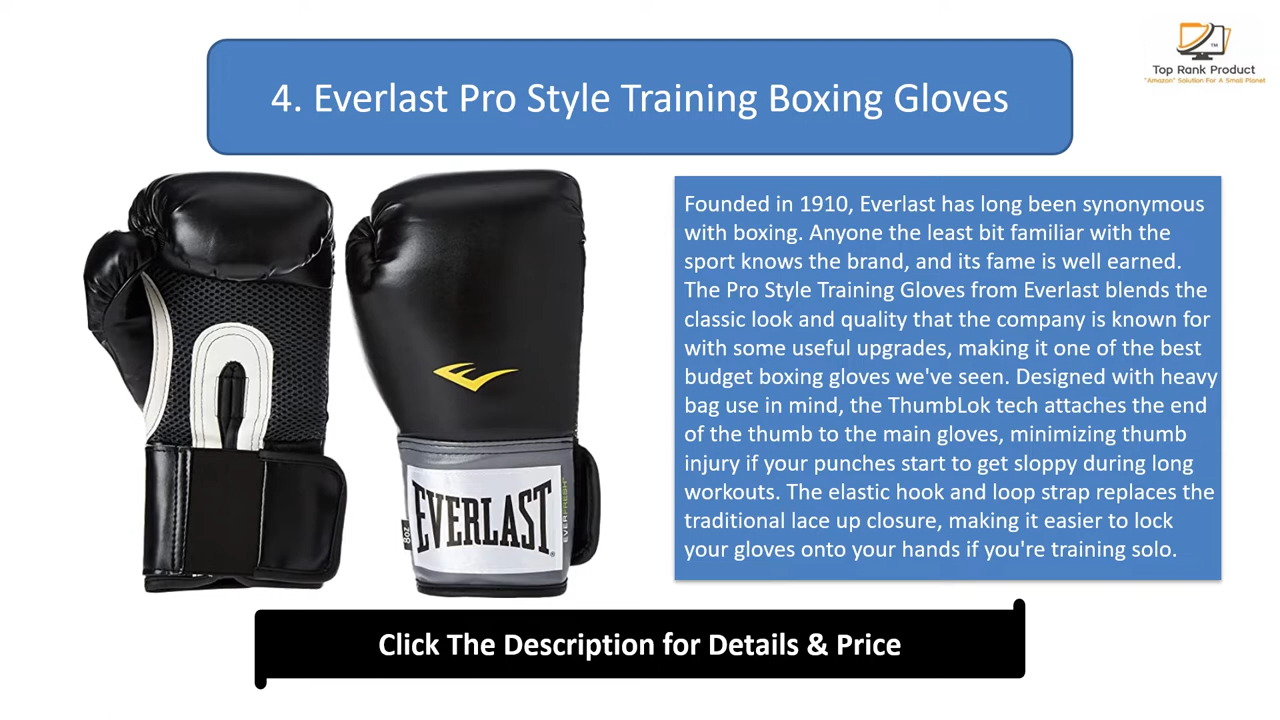 Top Rank Product
"Amazon" Solution For A Small Planet
TM
4. Everlast Pro Style Training Boxing Gloves
Founded in 1910, Everlast has long been synonymous
with boxing. Anyone the least bit familiar with the
sport knows the brand, and its fame is well earned.
The Pro Style Training Gloves from Everlast blends the
classic look and quality that the company is known for
with some useful upgrades, making it one of the best
budget boxing gloves we've seen. Designed with heavy
bag use in mind, the ThumbLok tech attaches the end
of the thumb to the main gloves, minimizing thumb
injury if your punches start to get sloppy during long
workouts. The elastic hook and loop strap replaces the
traditional lace up closure, making it easier to lock
your gloves onto your hands if you're training solo.
EVERLAST®
EVERFRESH™
8oz
Click The Description for Details & Price